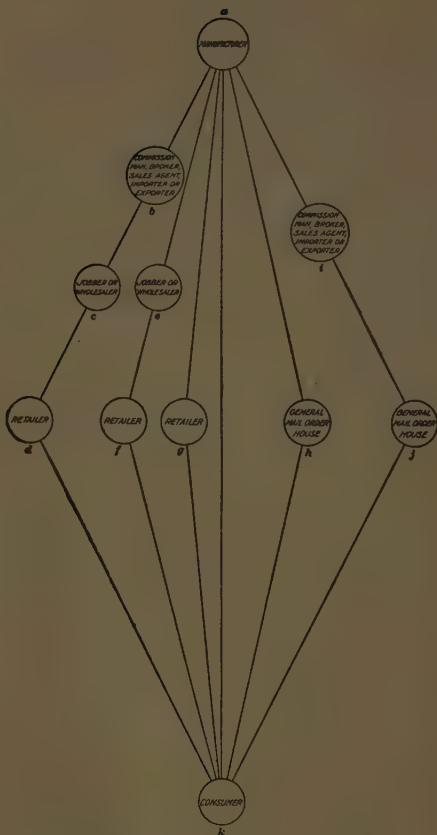 a
MANUFACTURER
COMMISSION
MAN, BROKER,
SALES AGENT,
IMPORTER OR
EXPORTER
b
COMMISSION
MAN, BROKER,
SALES AGENT,
IMPORTER OR
EXPORTER
i
JOBBER OR
WHOLESALER
c
JOBBER OR
WHOLESALER
e
RETAILER
d
RETAILER
f
RETAILER
g
GENERAL
MAIL ORDER
HOUSE
h
GENERAL
MAIL ORDER
HOUSE
j
CONSUMER
k